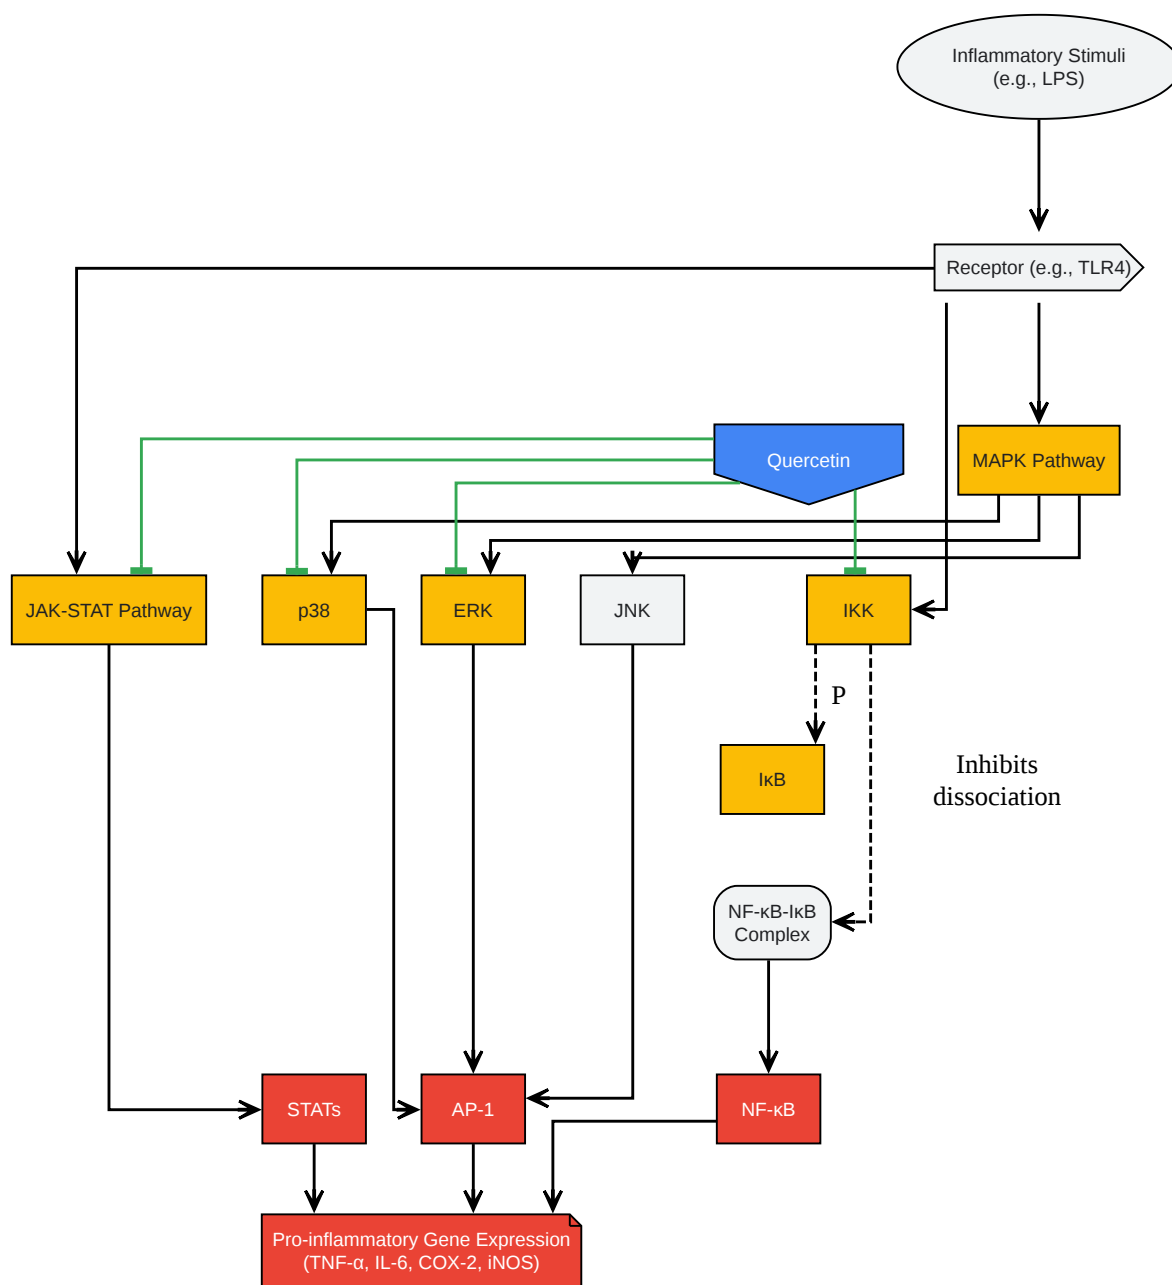 Inflammatory Stimuli
(e.g., LPS)
Receptor (e.g., TLR4)
Quercetin
MAPK Pathway
JAK-STAT Pathway
p38
ERK
JNK
IKK
P
IκB
Inhibits
dissociation
NF-κB-IκB
Complex
STATs
AP-1
NF-κB
Pro-inflammatory Gene Expression
(TNF-α, IL-6, COX-2, iNOS)